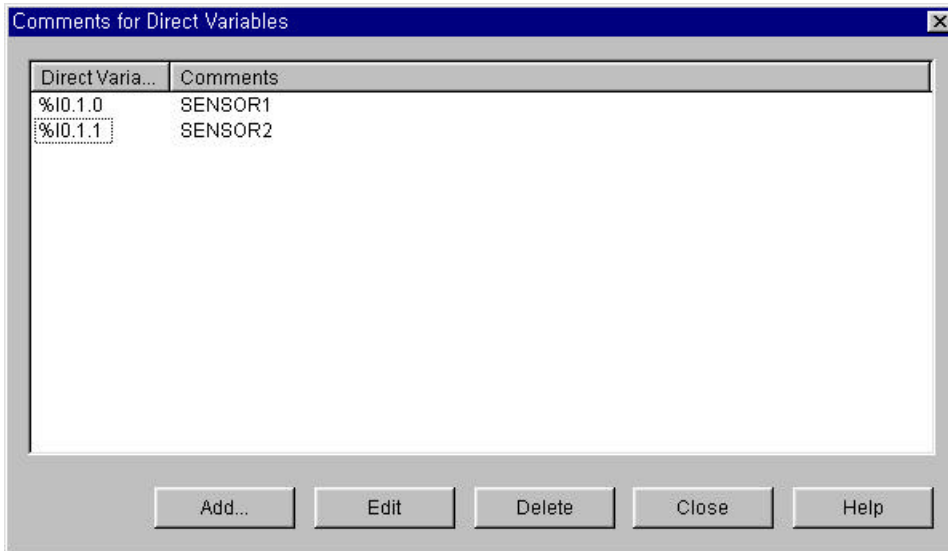 Comments for Direct Variables
Direct Varia... Comments
%I0.1.0 SENSOR1
%I0.1.1 SENSOR2
Add... Edit Delete Close Help